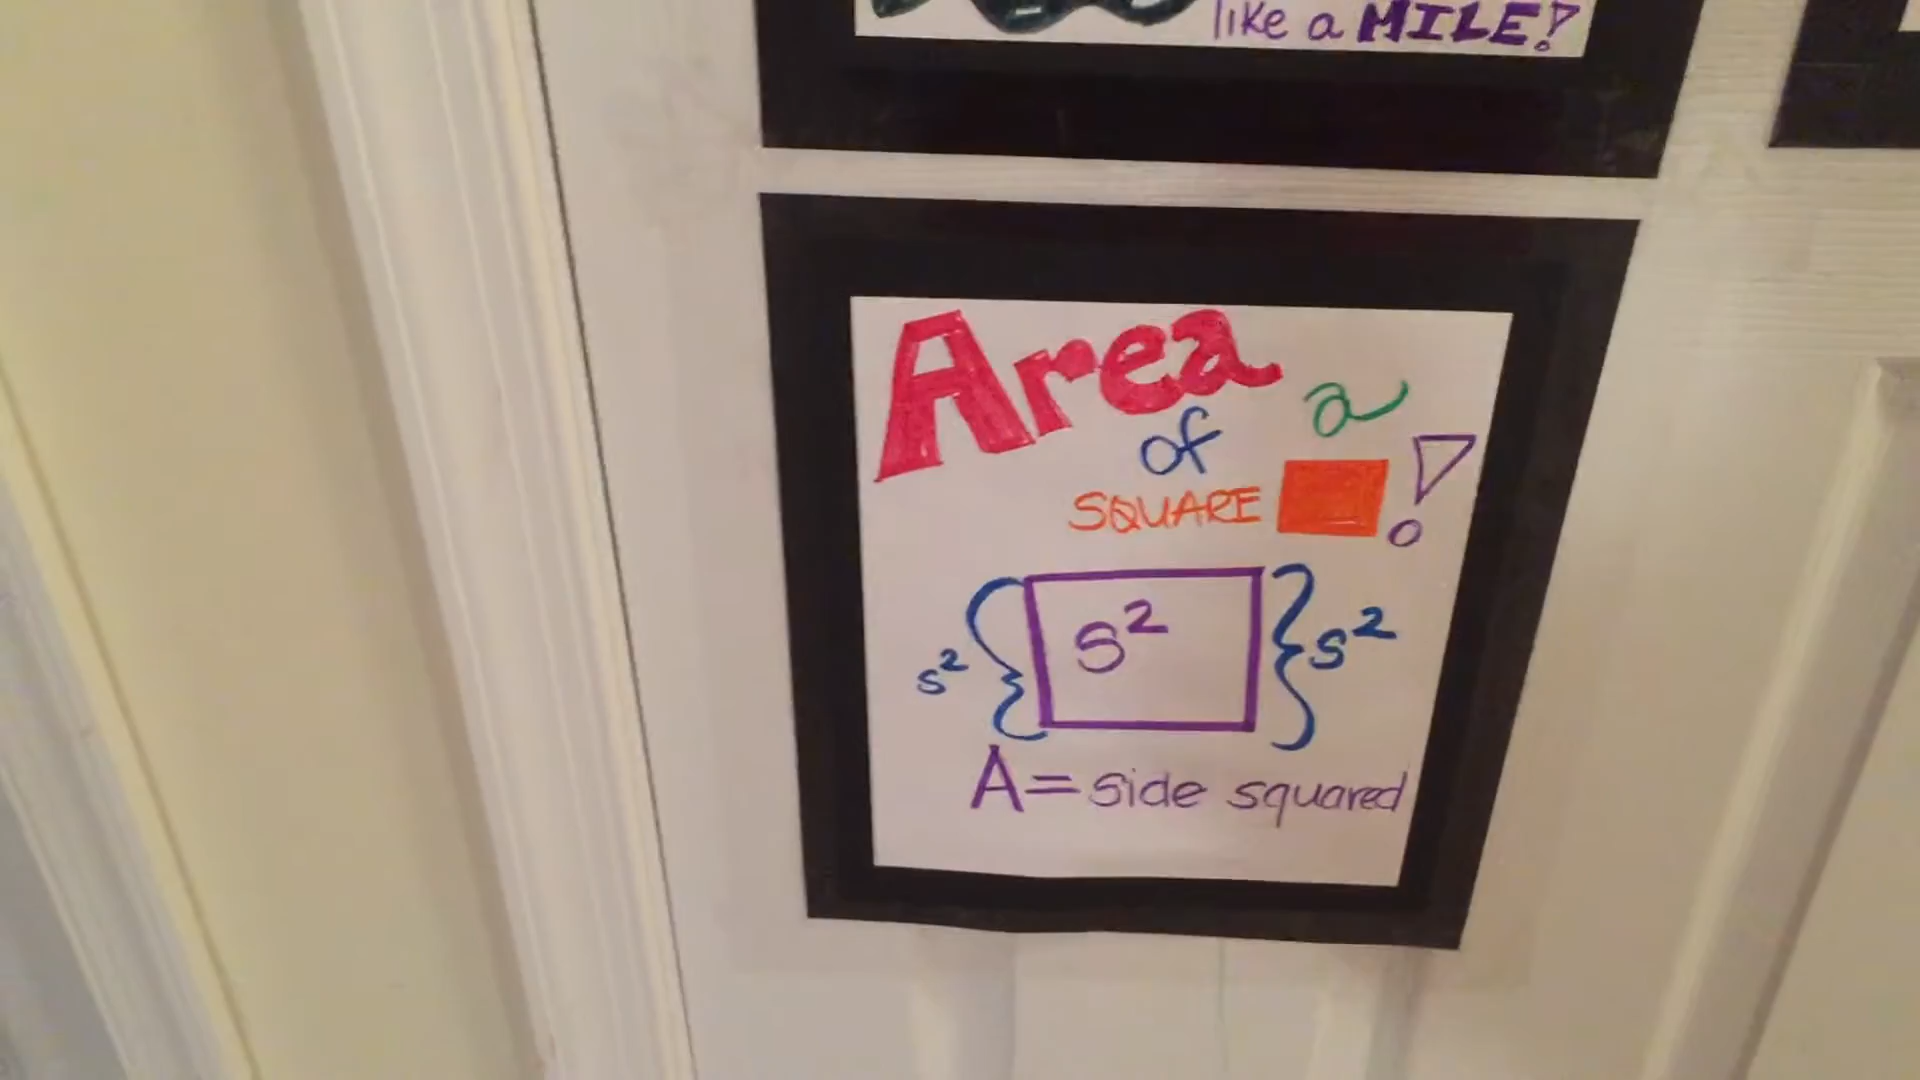 like a MILE!
Area
of a
SQUARE !
s² s² s²
A = side squared